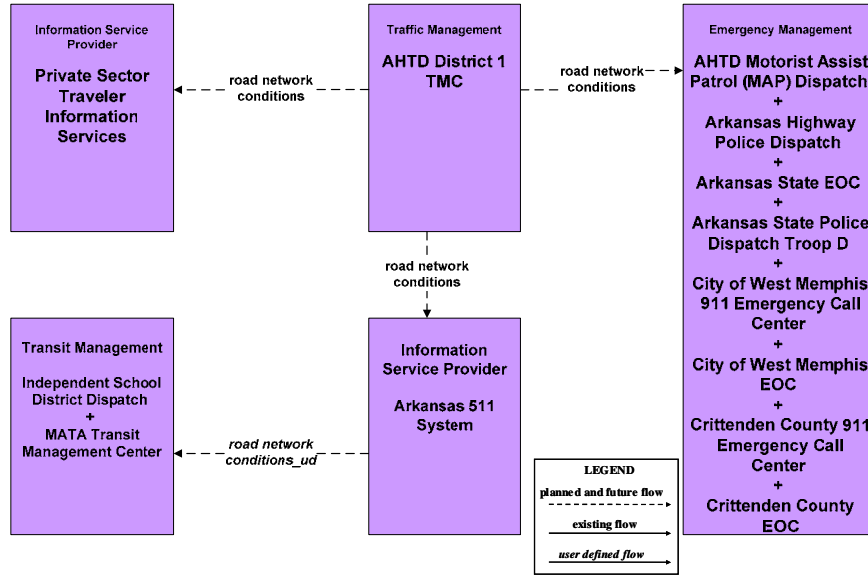 Information Service
Provider
Private Sector
Traveler
Information
Services
road network
conditions
Traffic Management
AHTD District 1
TMC
road network
conditions
Emergency Management
AHTD Motorist Assist
Patrol (MAP) Dispatch
+
Arkansas Highway
Police Dispatch
+
Arkansas State EOC
+
Arkansas State Police
Dispatch Troop D
+
City of West Memphis
911 Emergency Call
Center
+
City of West Memphis
EOC
+
Crittenden County 911
Emergency Call
Center
+
Crittenden County
EOC
road network
conditions
Transit Management
Independent School
District Dispatch
+
MATA Transit
Management Center
road network
conditions_ud
Information
Service Provider
Arkansas 511
System
LEGEND
planned and future flow
existing flow
user defined flow